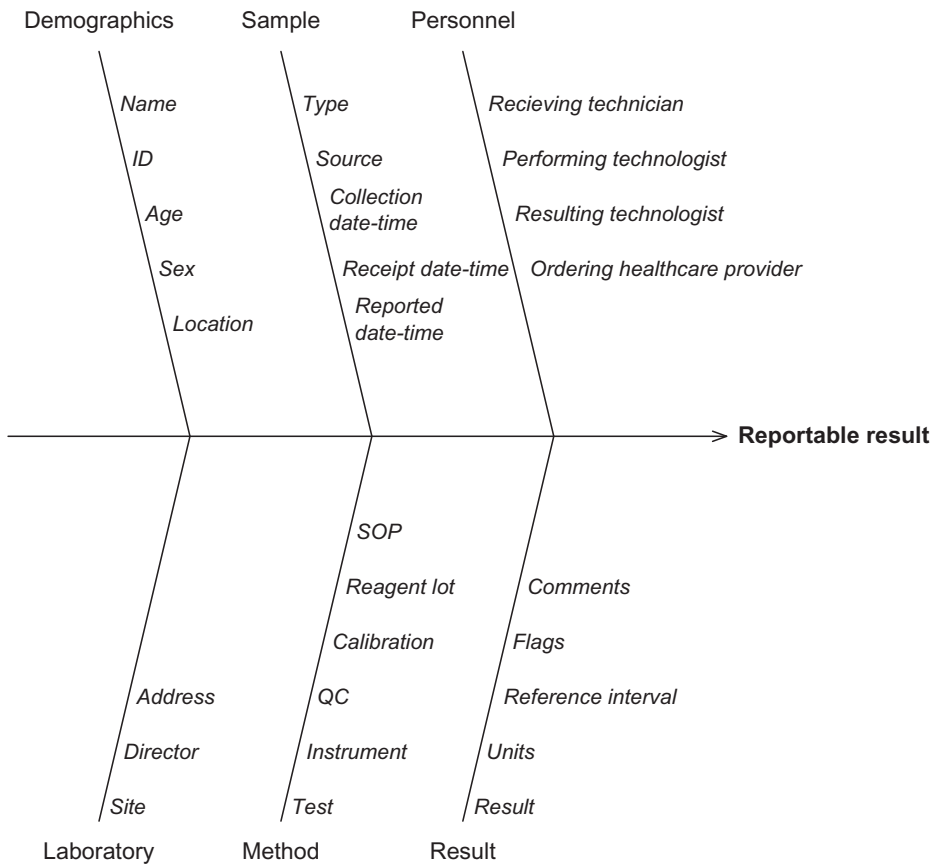 Demographics
Sample
Personnel
Name
Type
Recieving technician
ID
Source
Performing technologist
Age
Collection
date-time
Resulting technologist
Sex
Receipt date-time
Ordering healthcare provider
Location
Reported
date-time
Reportable result
SOP
Reagent lot
Comments
Calibration
Flags
Address
QC
Reference interval
Director
Instrument
Units
Site
Test
Result
Laboratory
Method
Result